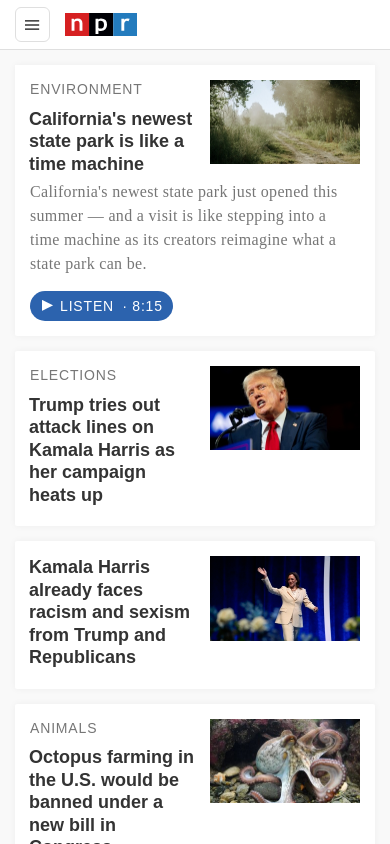 npr
ENVIRONMENT
California's newest
state park is like a
time machine
California's newest state park just opened this
summer — and a visit is like stepping into a
time machine as its creators reimagine what a
state park can be.
LISTEN · 8:15
ELECTIONS
Trump tries out
attack lines on
Kamala Harris as
her campaign
heats up
Kamala Harris
already faces
racism and sexism
from Trump and
Republicans
ANIMALS
Octopus farming in
the U.S. would be
banned under a
new bill in
Congress